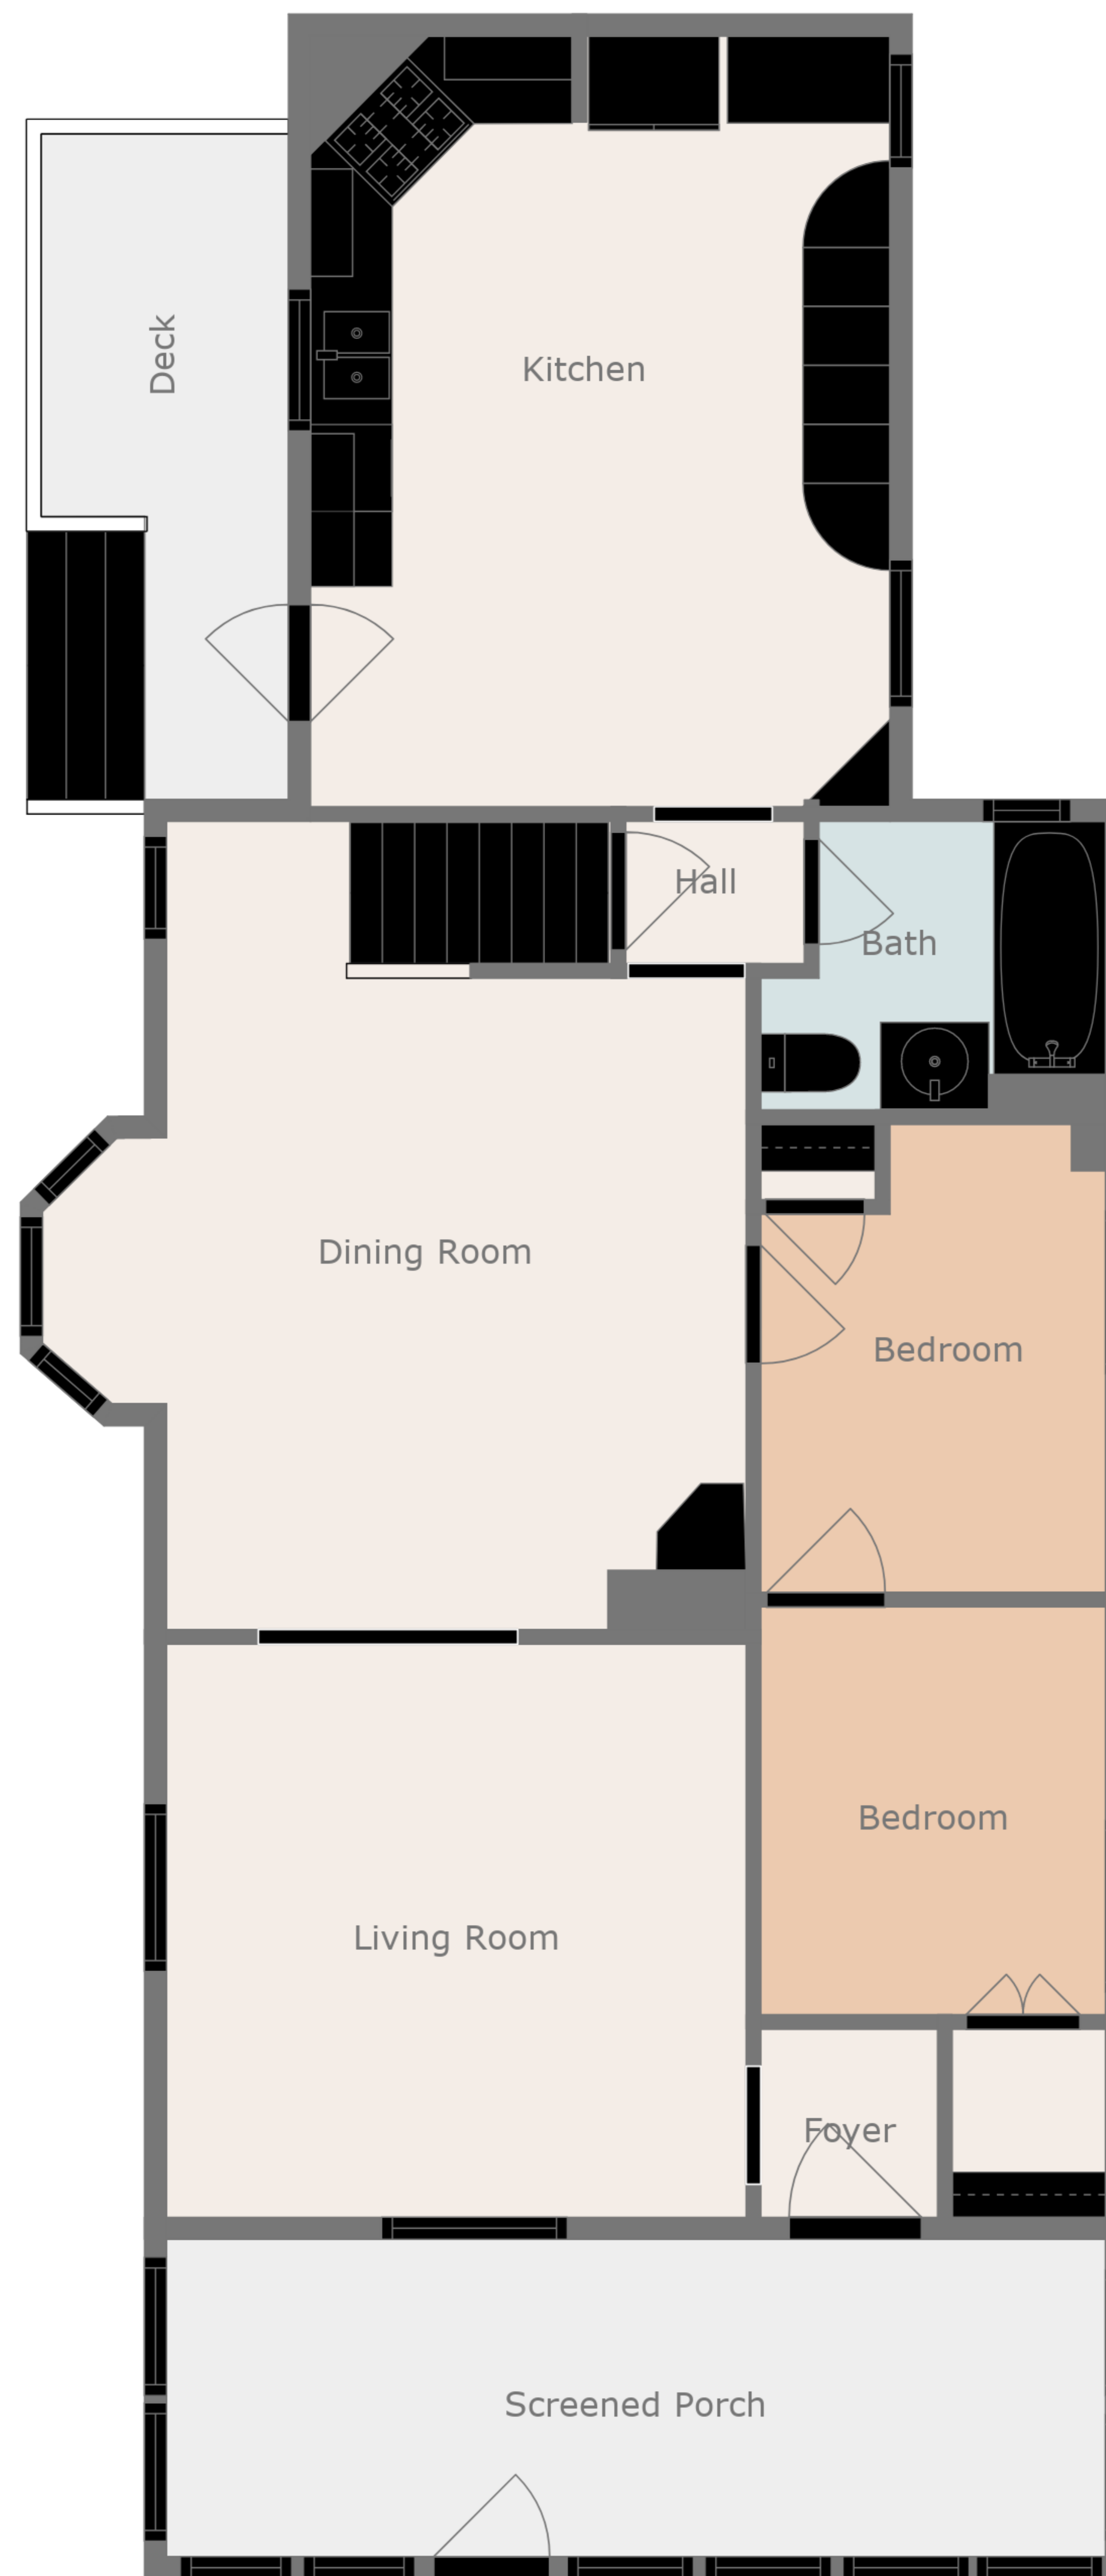 Deck
Kitchen
Hall
Bath
Dining Room
Bedroom
Bedroom
Living Room
Foyer
Screened Porch